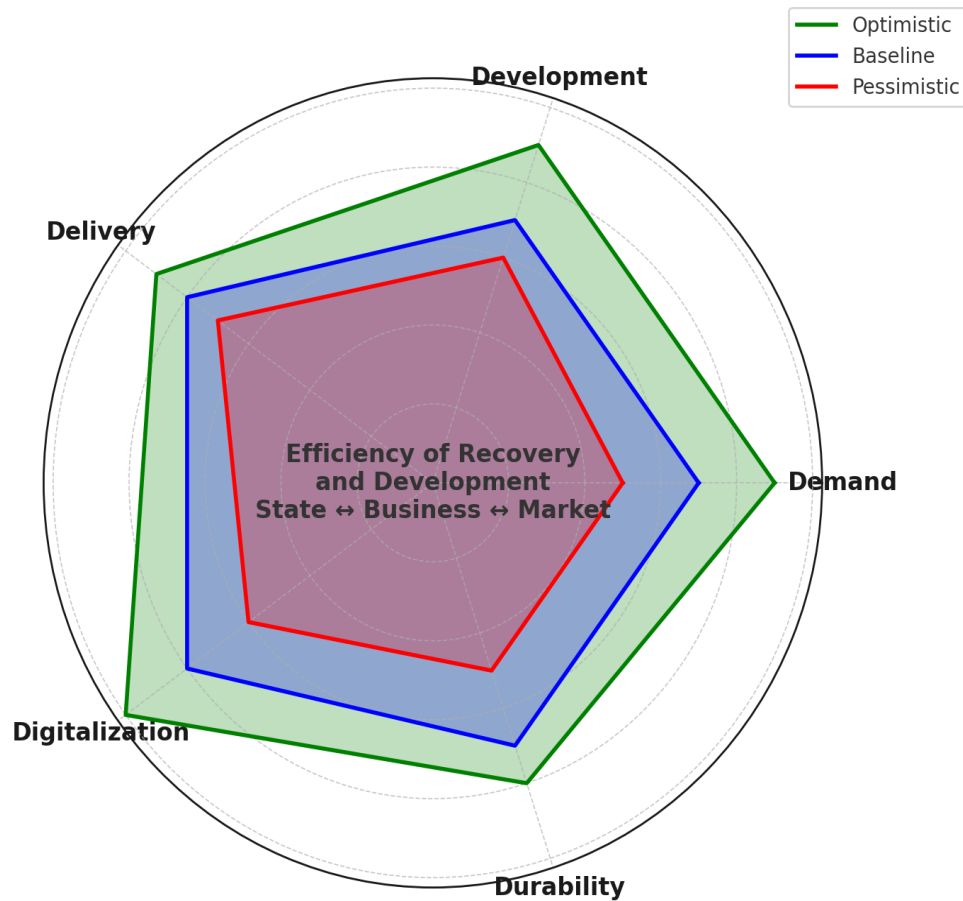 Optimistic
Baseline
Pessimistic
Development
Delivery
Efficiency of Recovery
and Development
State ↔ Business ↔ Market
Demand
Digitalization
Durability